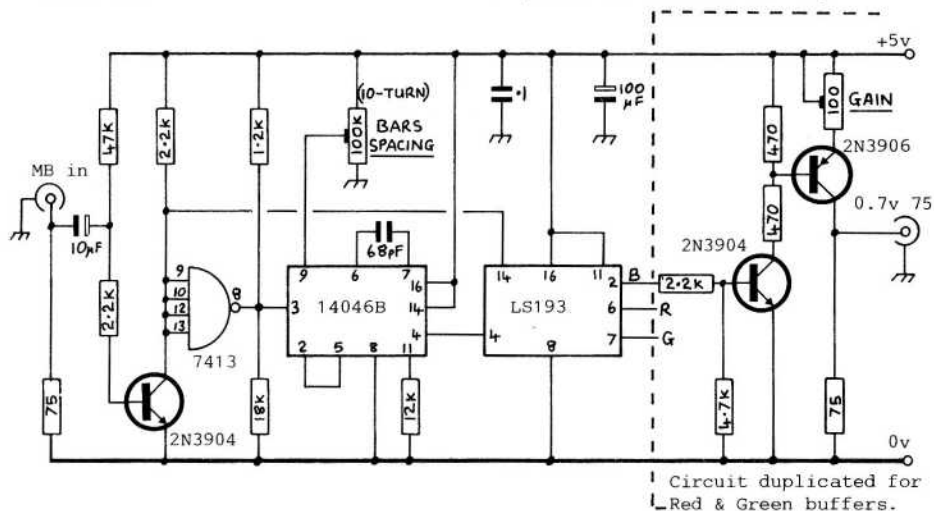 +5v
(10-TURN)
100k
BARS
SPACING
.1
100
µF
100
GAIN
47k
2.2k
1.2k
470
2N3906
MB in
10µF
0.7v 75
470
68pF
2N3904
9
10
12
13
8
7413
9
6
7
16
3
14046B
14
4
2
5
8
11
14
16
11
2
B
2.2k
4
LS193
6
R
7
G
8
2.2k
75
2N3904
18k
12k
4.7k
75
0v
Circuit duplicated for
Red & Green buffers.